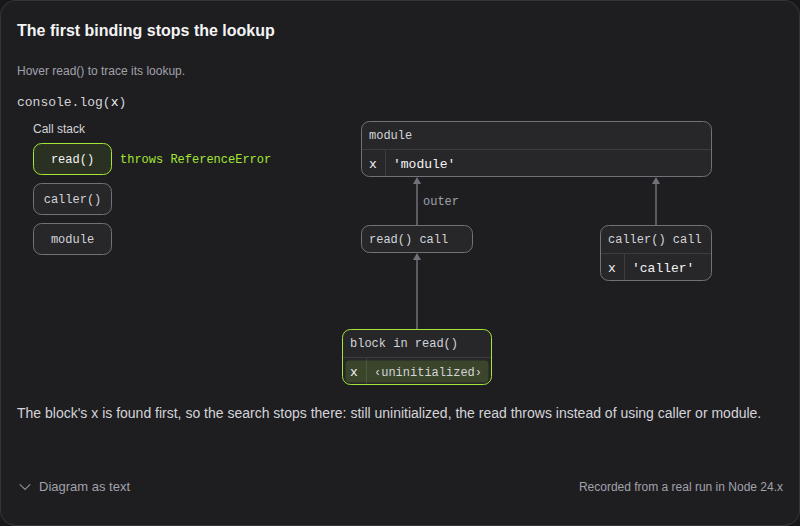 The first binding stops the lookup
Hover read() to trace its lookup.
console.log(x)
Call stack
read() throws ReferenceError
caller()
module
module
x 'module'
outer
read() call
caller() call
x 'caller'
block in read()
x ‹uninitialized›
The block's x is found first, so the search stops there: still uninitialized, the read throws instead of using caller or module.
Diagram as text
Recorded from a real run in Node 24.x